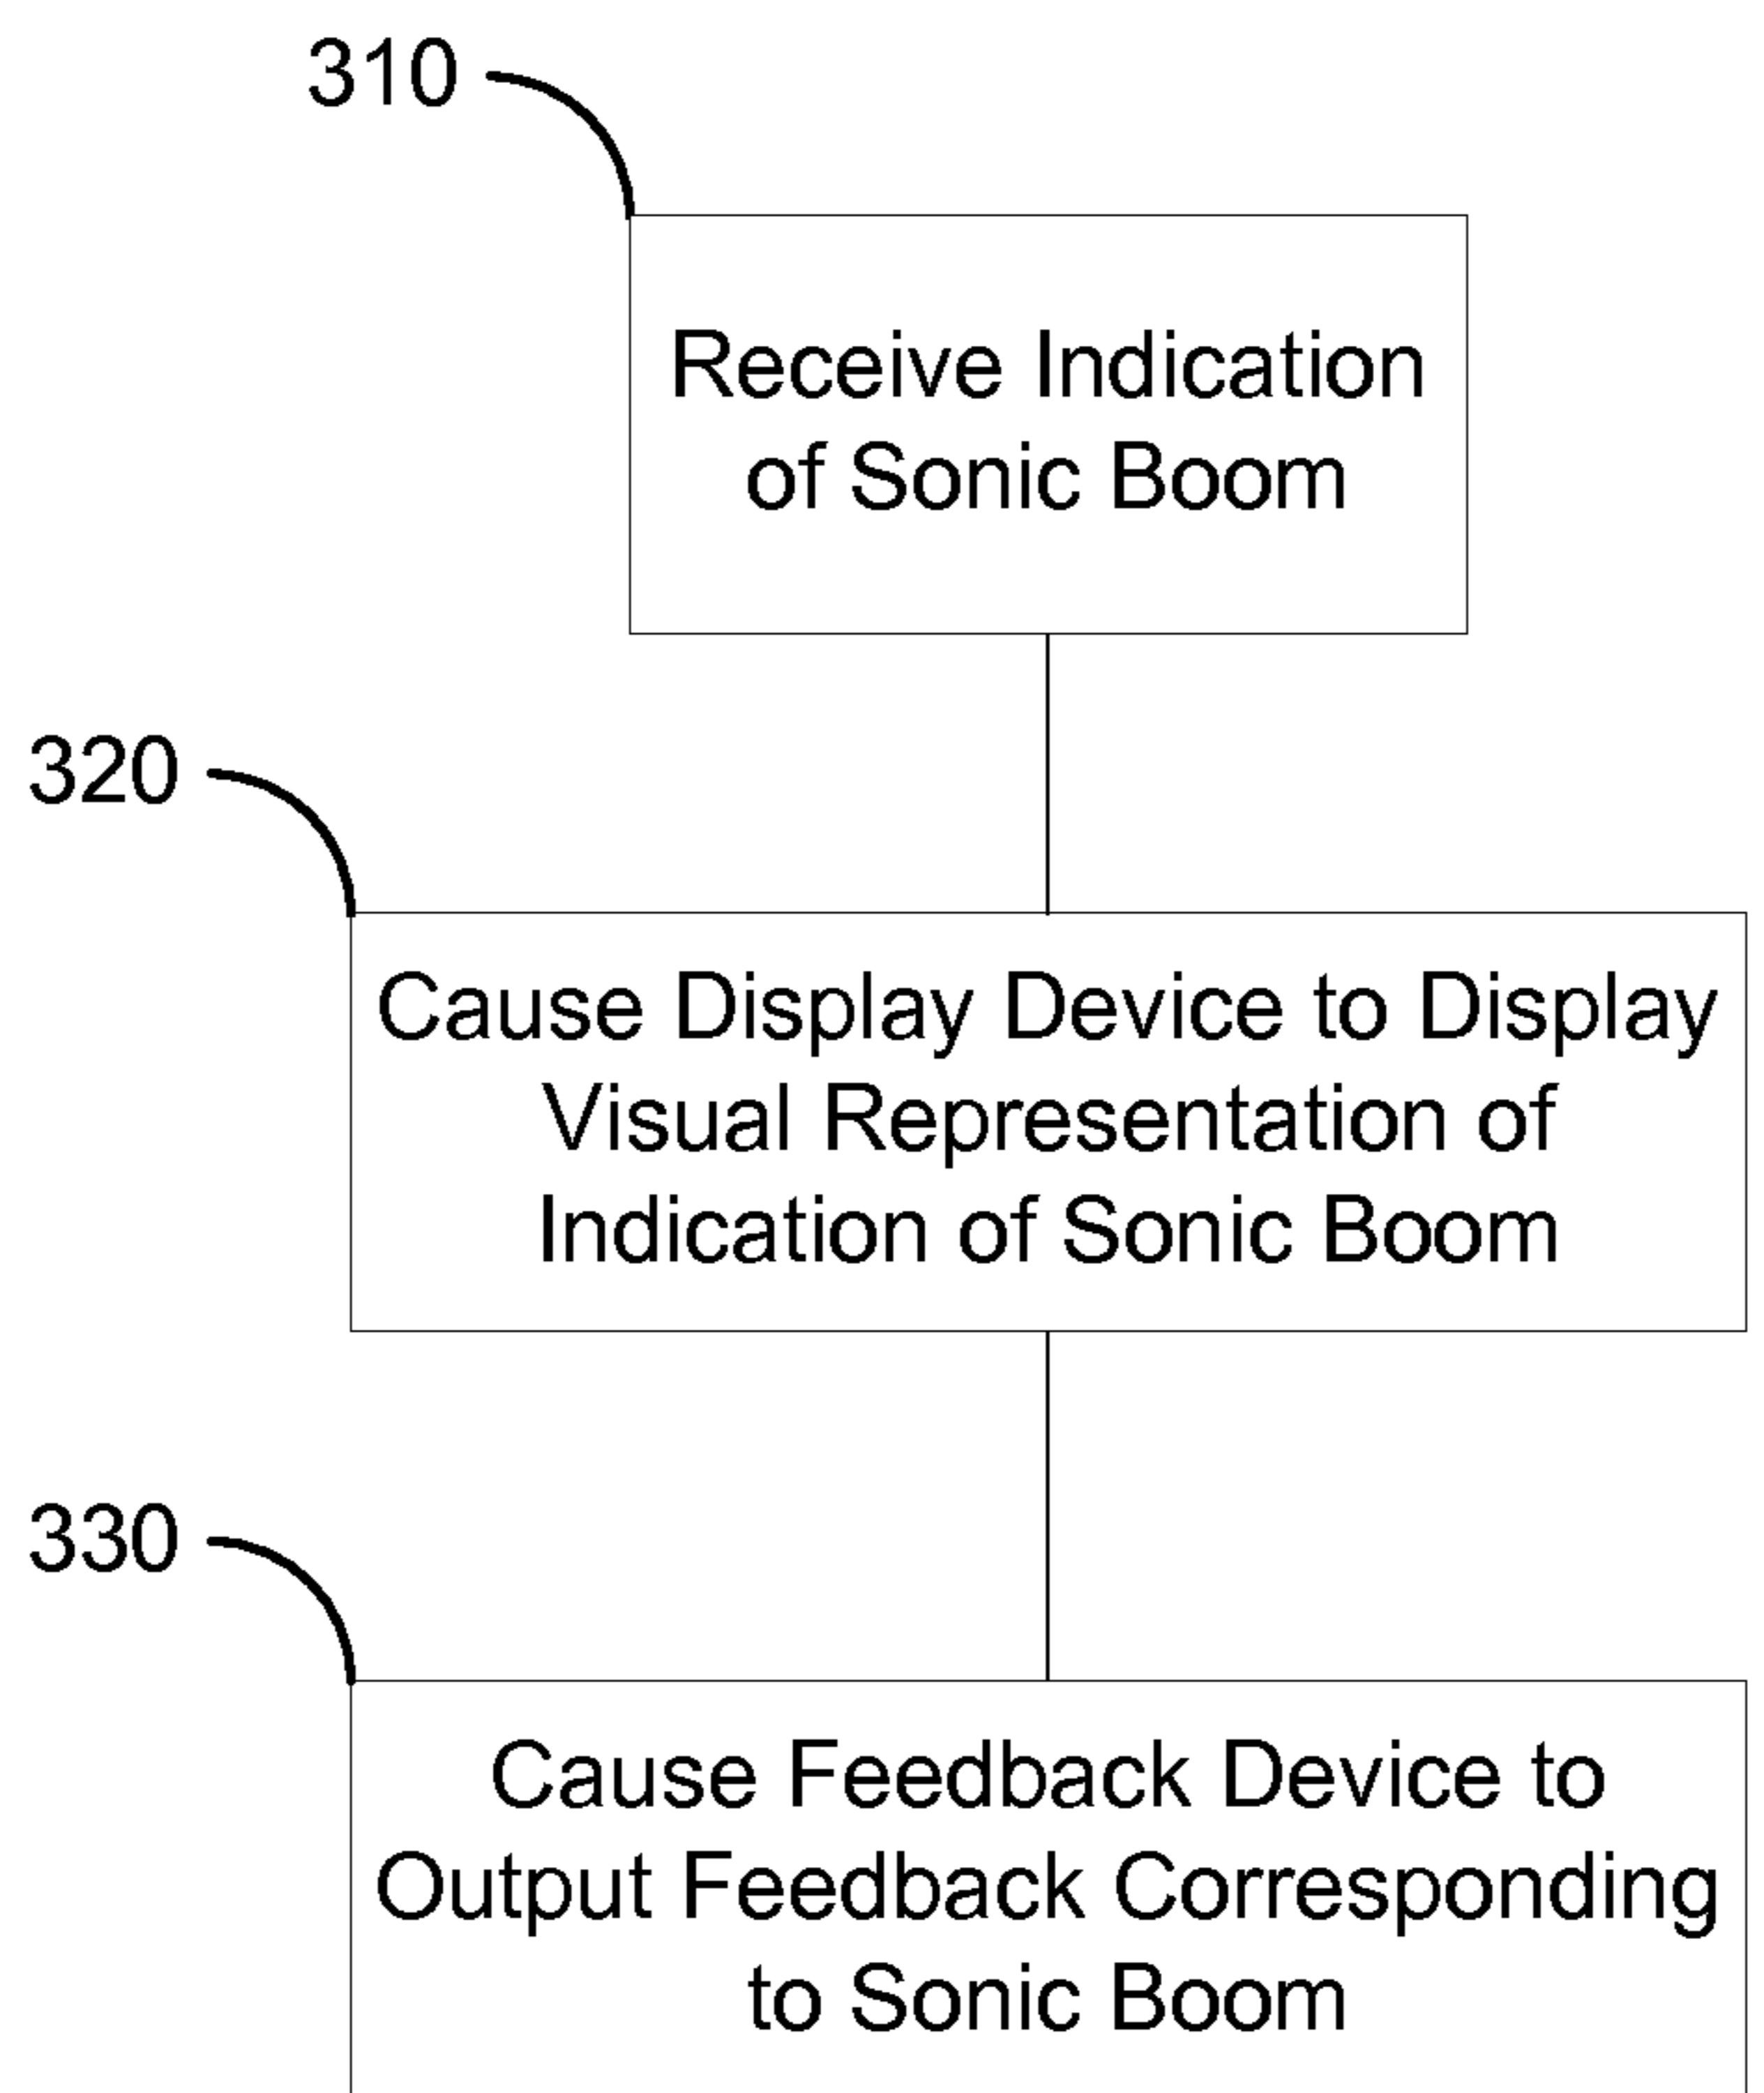 310
Receive Indication
of Sonic Boom
320
Cause Display Device to Display
Visual Representation of
Indication of Sonic Boom
330
Cause Feedback Device to
Output Feedback Corresponding
to Sonic Boom